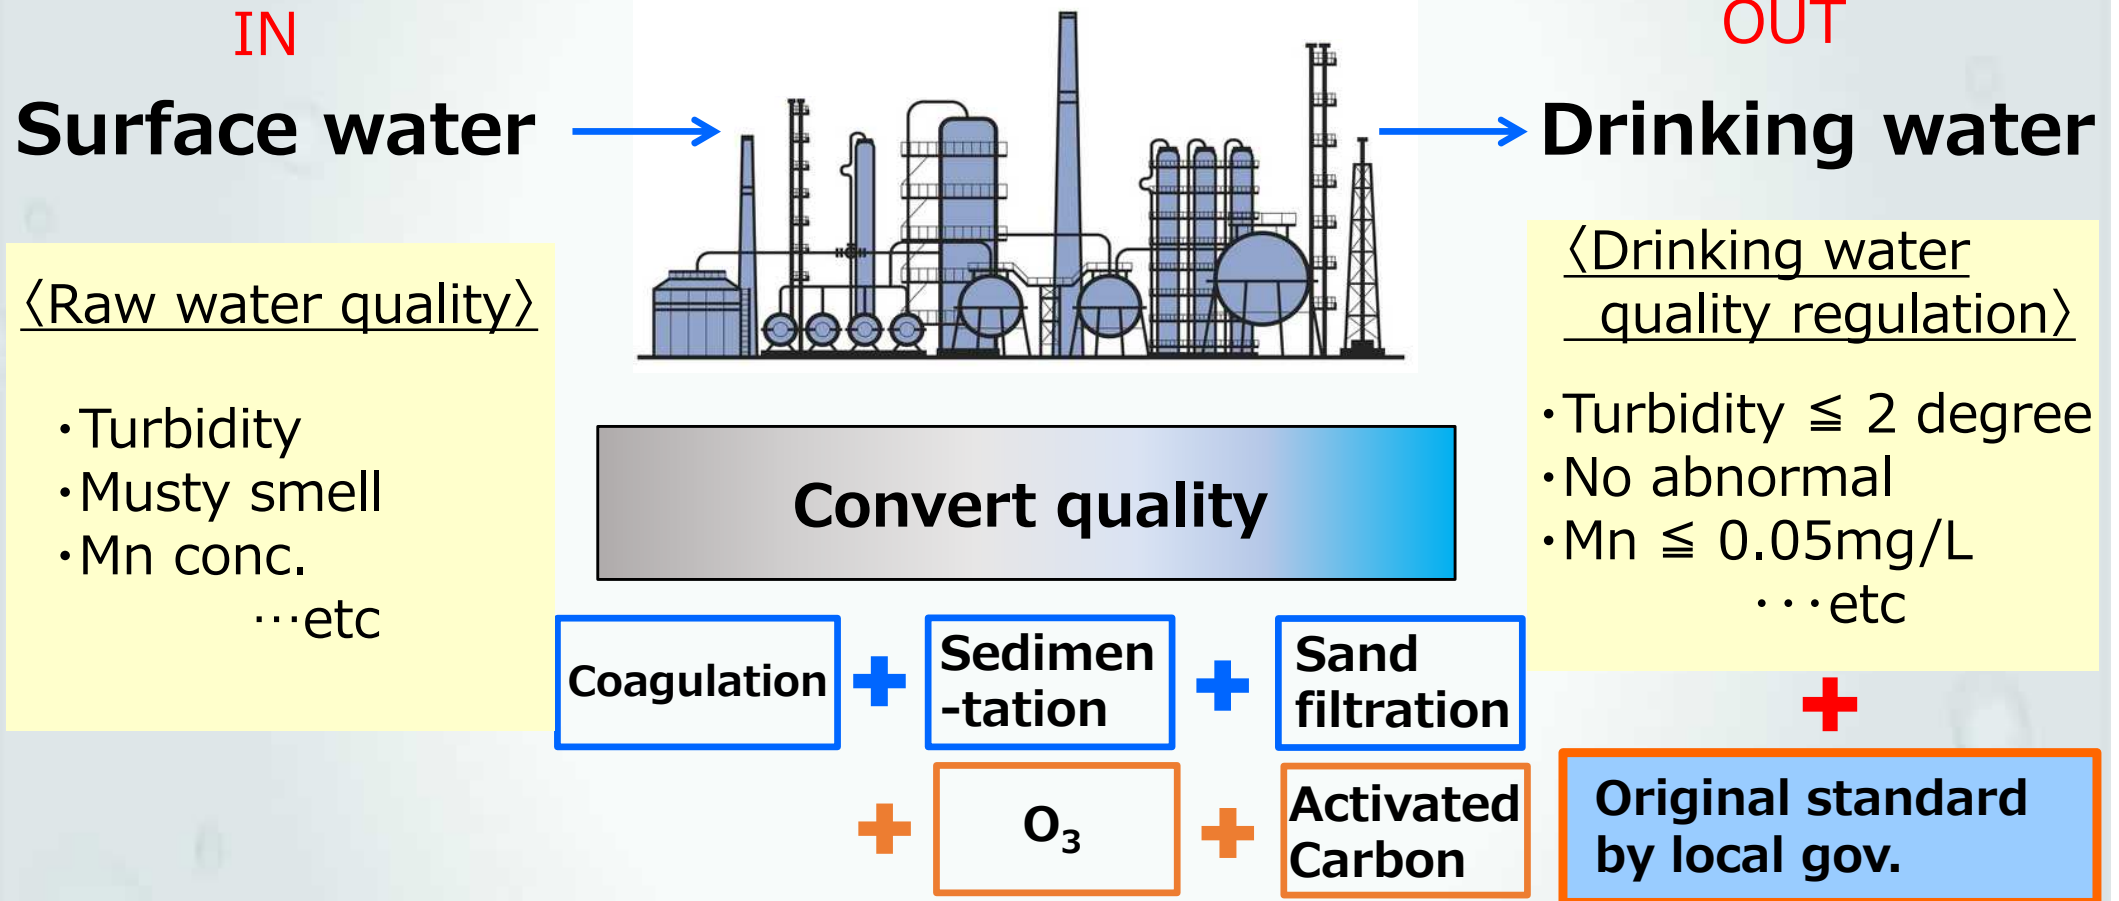 IN
OUT
Surface water
Drinking water
〈Raw water quality〉
・Turbidity
・Musty smell
・Mn conc.
…etc
Convert quality
Coagulation
+
Sedimen
-tation
+
Sand
filtration
+
O₃
+
Activated
Carbon
〈Drinking water
quality regulation〉
・Turbidity ≦ 2 degree
・No abnormal
・Mn ≦ 0.05mg/L
・・・etc
+
Original standard
by local gov.